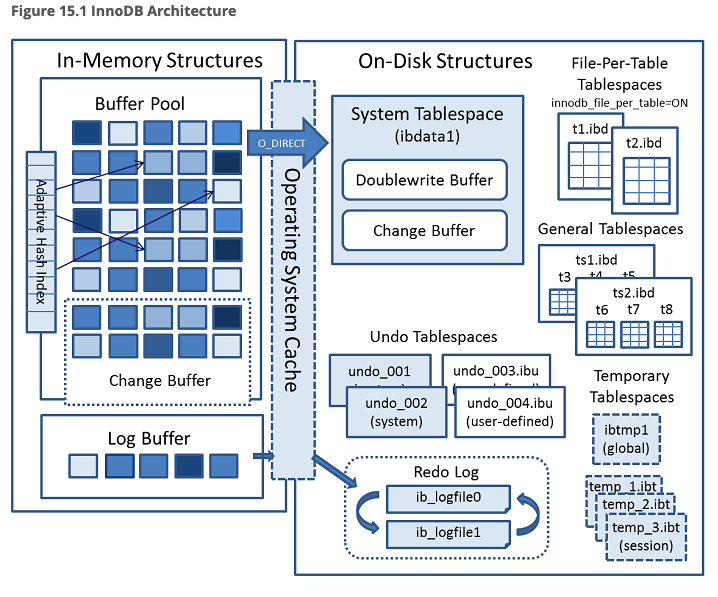 Figure 15.1 InnoDB Architecture
In-Memory Structures
Buffer Pool
Adaptive Hash Index
Change Buffer
Log Buffer
O_DIRECT
Operating System Cache
On-Disk Structures
System Tablespace
(ibdata1)
Doublewrite Buffer
Change Buffer
File-Per-Table
Tablespaces
innodb_file_per_table=ON
t1.ibd
t2.ibd
General Tablespaces
ts1.ibd
t3 t4 t5
ts2.ibd
t6 t7 t8
Undo Tablespaces
undo_001
undo_002
(system)
undo_003.ibu
undo_004.ibu
(user-defined)
Temporary
Tablespaces
ibtmp1
(global)
temp_1.ibt
temp_2.ibt
temp_3.ibt
(session)
Redo Log
ib_logfile0
ib_logfile1